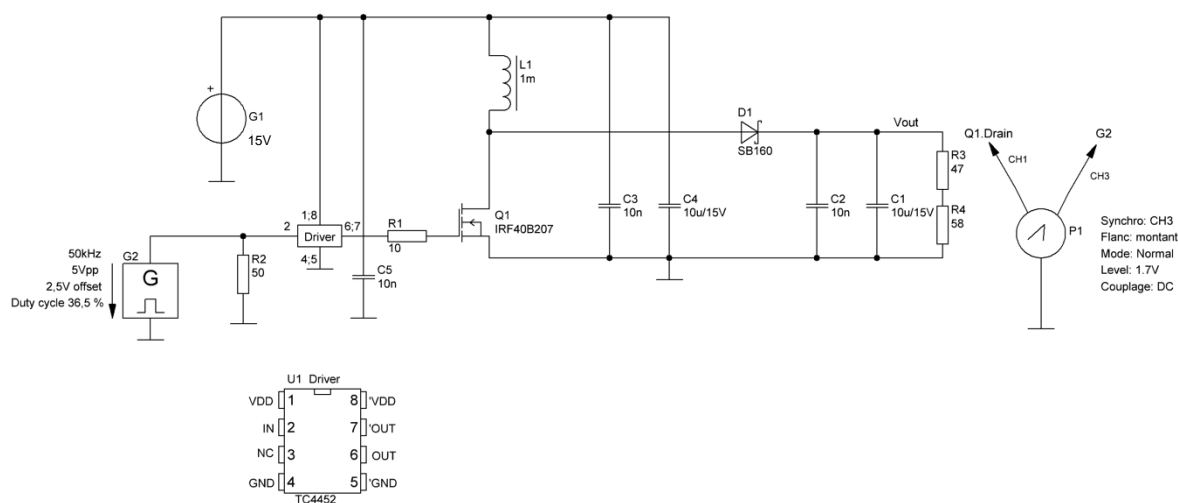 L1
1m
+
G1
15V
D1
SB160
Vout
Q1.Drain
G2
CH1
CH3
R3
47
R4
58
C3
10n
C4
10u/15V
C2
10n
C1
10u/15V
P1
Synchro: CH3
Flanc: montant
Mode: Normal
Level: 1.7V
Couplage: DC
1;8
2
Driver
6;7
4;5
R1
10
Q1
IRF40B207
C5
10n
R2
50
50kHz
5Vpp
2,5V offset
Duty cycle 36,5 %
G2
G
U1 Driver
VDD 1 8 'VDD
IN 2 7 'OUT
NC 3 6 OUT
GND 4 5 'GND
TC4452